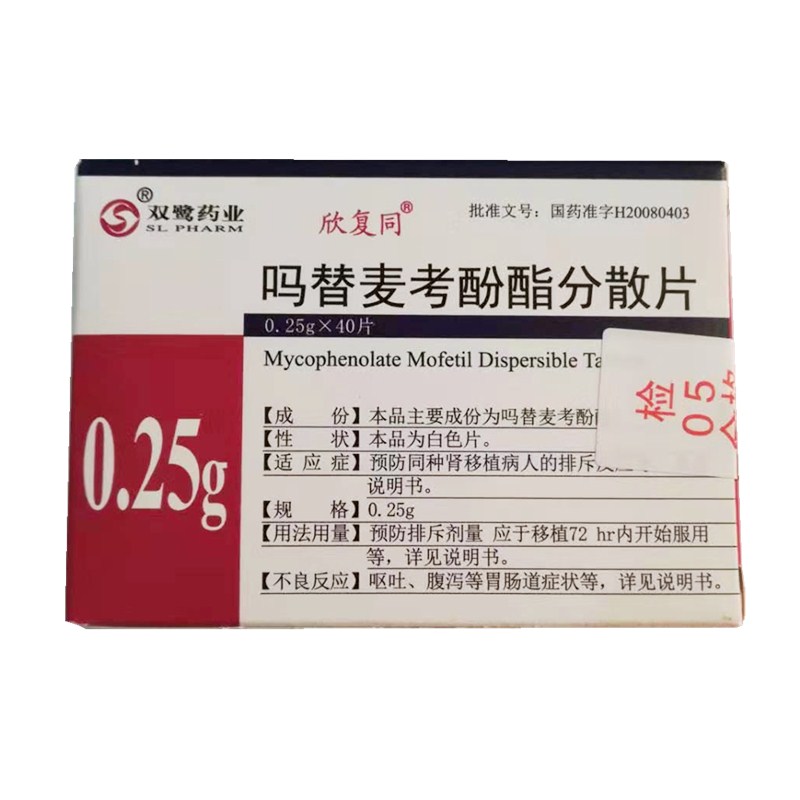 双鹭药业®
SL PHARM
欣复同®
批准文号：国药准字H20080403
吗替麦考酚酯分散片
0.25g×40片
Mycophenolate Mofetil Dispersible
0.25g
【成　份】本品主要成份为吗替麦考酚
【性　状】本品为白色片。
【适应症】预防同种肾移植病人的排斥反应
说明书。
【规　格】0.25g
【用法用量】预防排斥剂量 应于移植72 hr内开始服用
等，详见说明书。
【不良反应】呕吐、腹泻等胃肠道症状等，详见说明书。
检
05